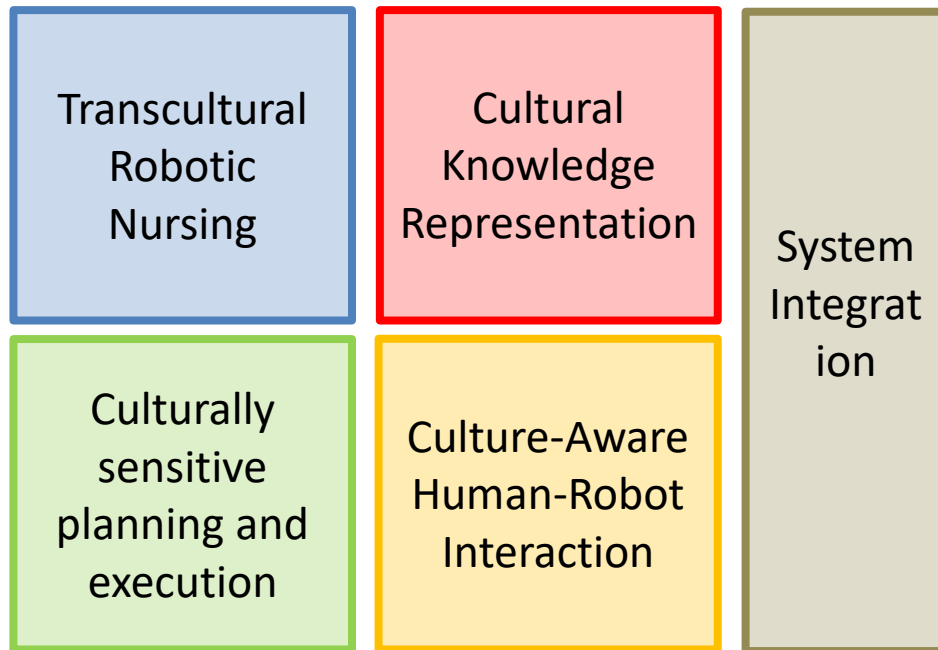 Transcultural
Robotic
Nursing
Cultural
Knowledge
Representation
System
Integrat
ion
Culturally
sensitive
planning and
execution
Culture-Aware
Human-Robot
Interaction